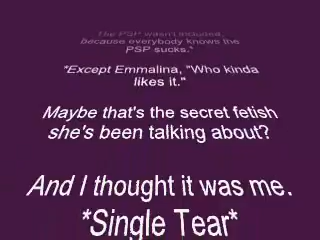 The PSP wasn't included,
because everybody knows the
PSP sucks.*
*Except Emmalina, "Who kinda
likes it."
Maybe that's the secret fetish
she's been talking about?
And I thought it was me.
*Single Tear*